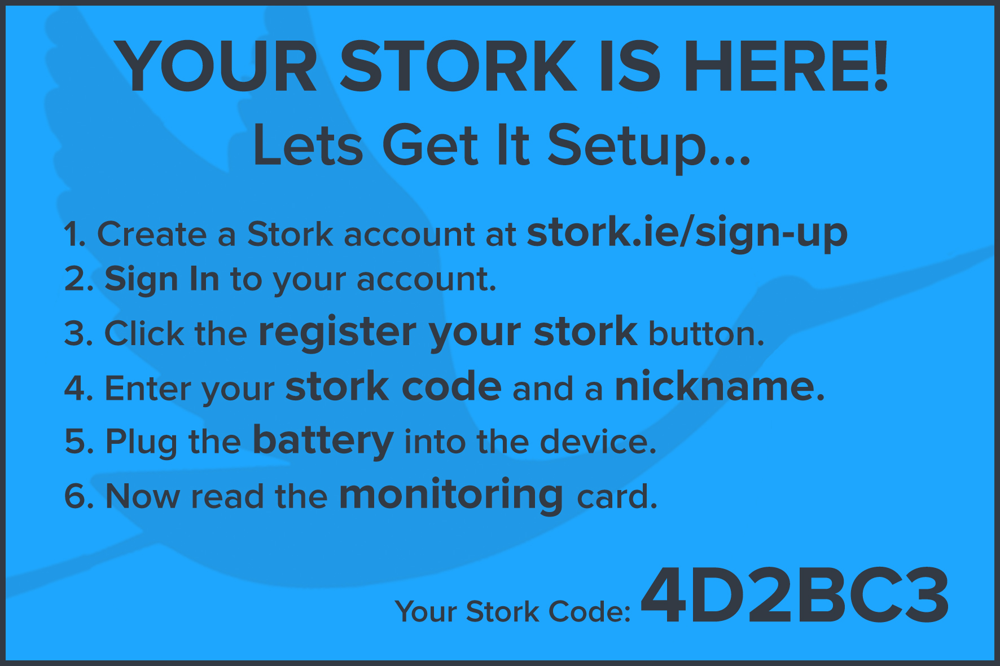 YOUR STORK IS HERE!
Lets Get It Setup...
1. Create a Stork account at stork.ie/sign-up
2. Sign In to your account.
3. Click the register your stork button.
4. Enter your stork code and a nickname.
5. Plug the battery into the device.
6. Now read the monitoring card.
Your Stork Code: 4D2BC3